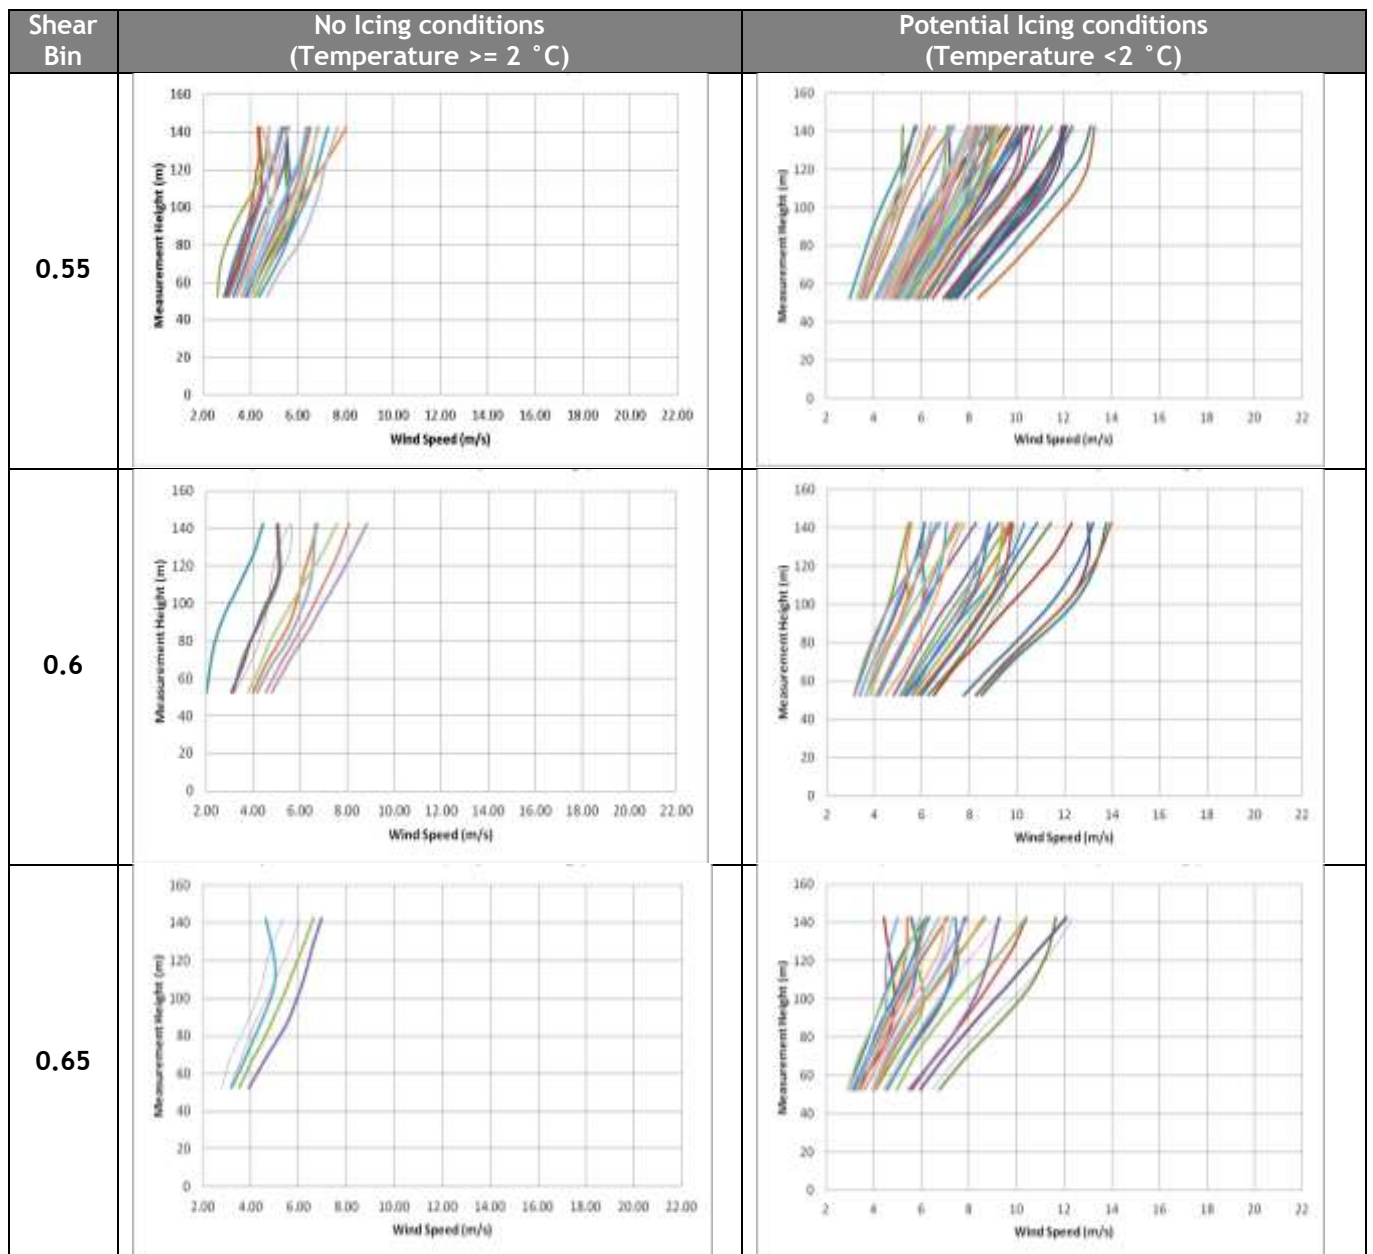 Shear
Bin
No Icing conditions
(Temperature >= 2 °C)
Potential Icing conditions
(Temperature <2 °C)
0.55
160
140
120
100
80
60
40
20
0
Measurement Height (m)
2.00 4.00 6.00 8.00 10.00 12.00 14.00 16.00 18.00 20.00 22.00
Wind Speed (m/s)
160
140
120
100
80
60
40
20
0
Measurement Height (m)
2 4 6 8 10 12 14 16 18 20 22
Wind Speed (m/s)
0.6
160
140
120
100
80
60
40
20
0
Measurement Height (m)
2.00 4.00 6.00 8.00 10.00 12.00 14.00 16.00 18.00 20.00 22.00
Wind Speed (m/s)
160
140
120
100
80
60
40
20
0
Measurement Height (m)
2 4 6 8 10 12 14 16 18 20 22
Wind Speed (m/s)
0.65
160
140
120
100
80
60
40
20
0
Measurement Height (m)
2.00 4.00 6.00 8.00 10.00 12.00 14.00 16.00 18.00 20.00 22.00
Wind Speed (m/s)
160
140
120
100
80
60
40
20
0
Measurement Height (m)
2 4 6 8 10 12 14 16 18 20 22
Wind Speed (m/s)